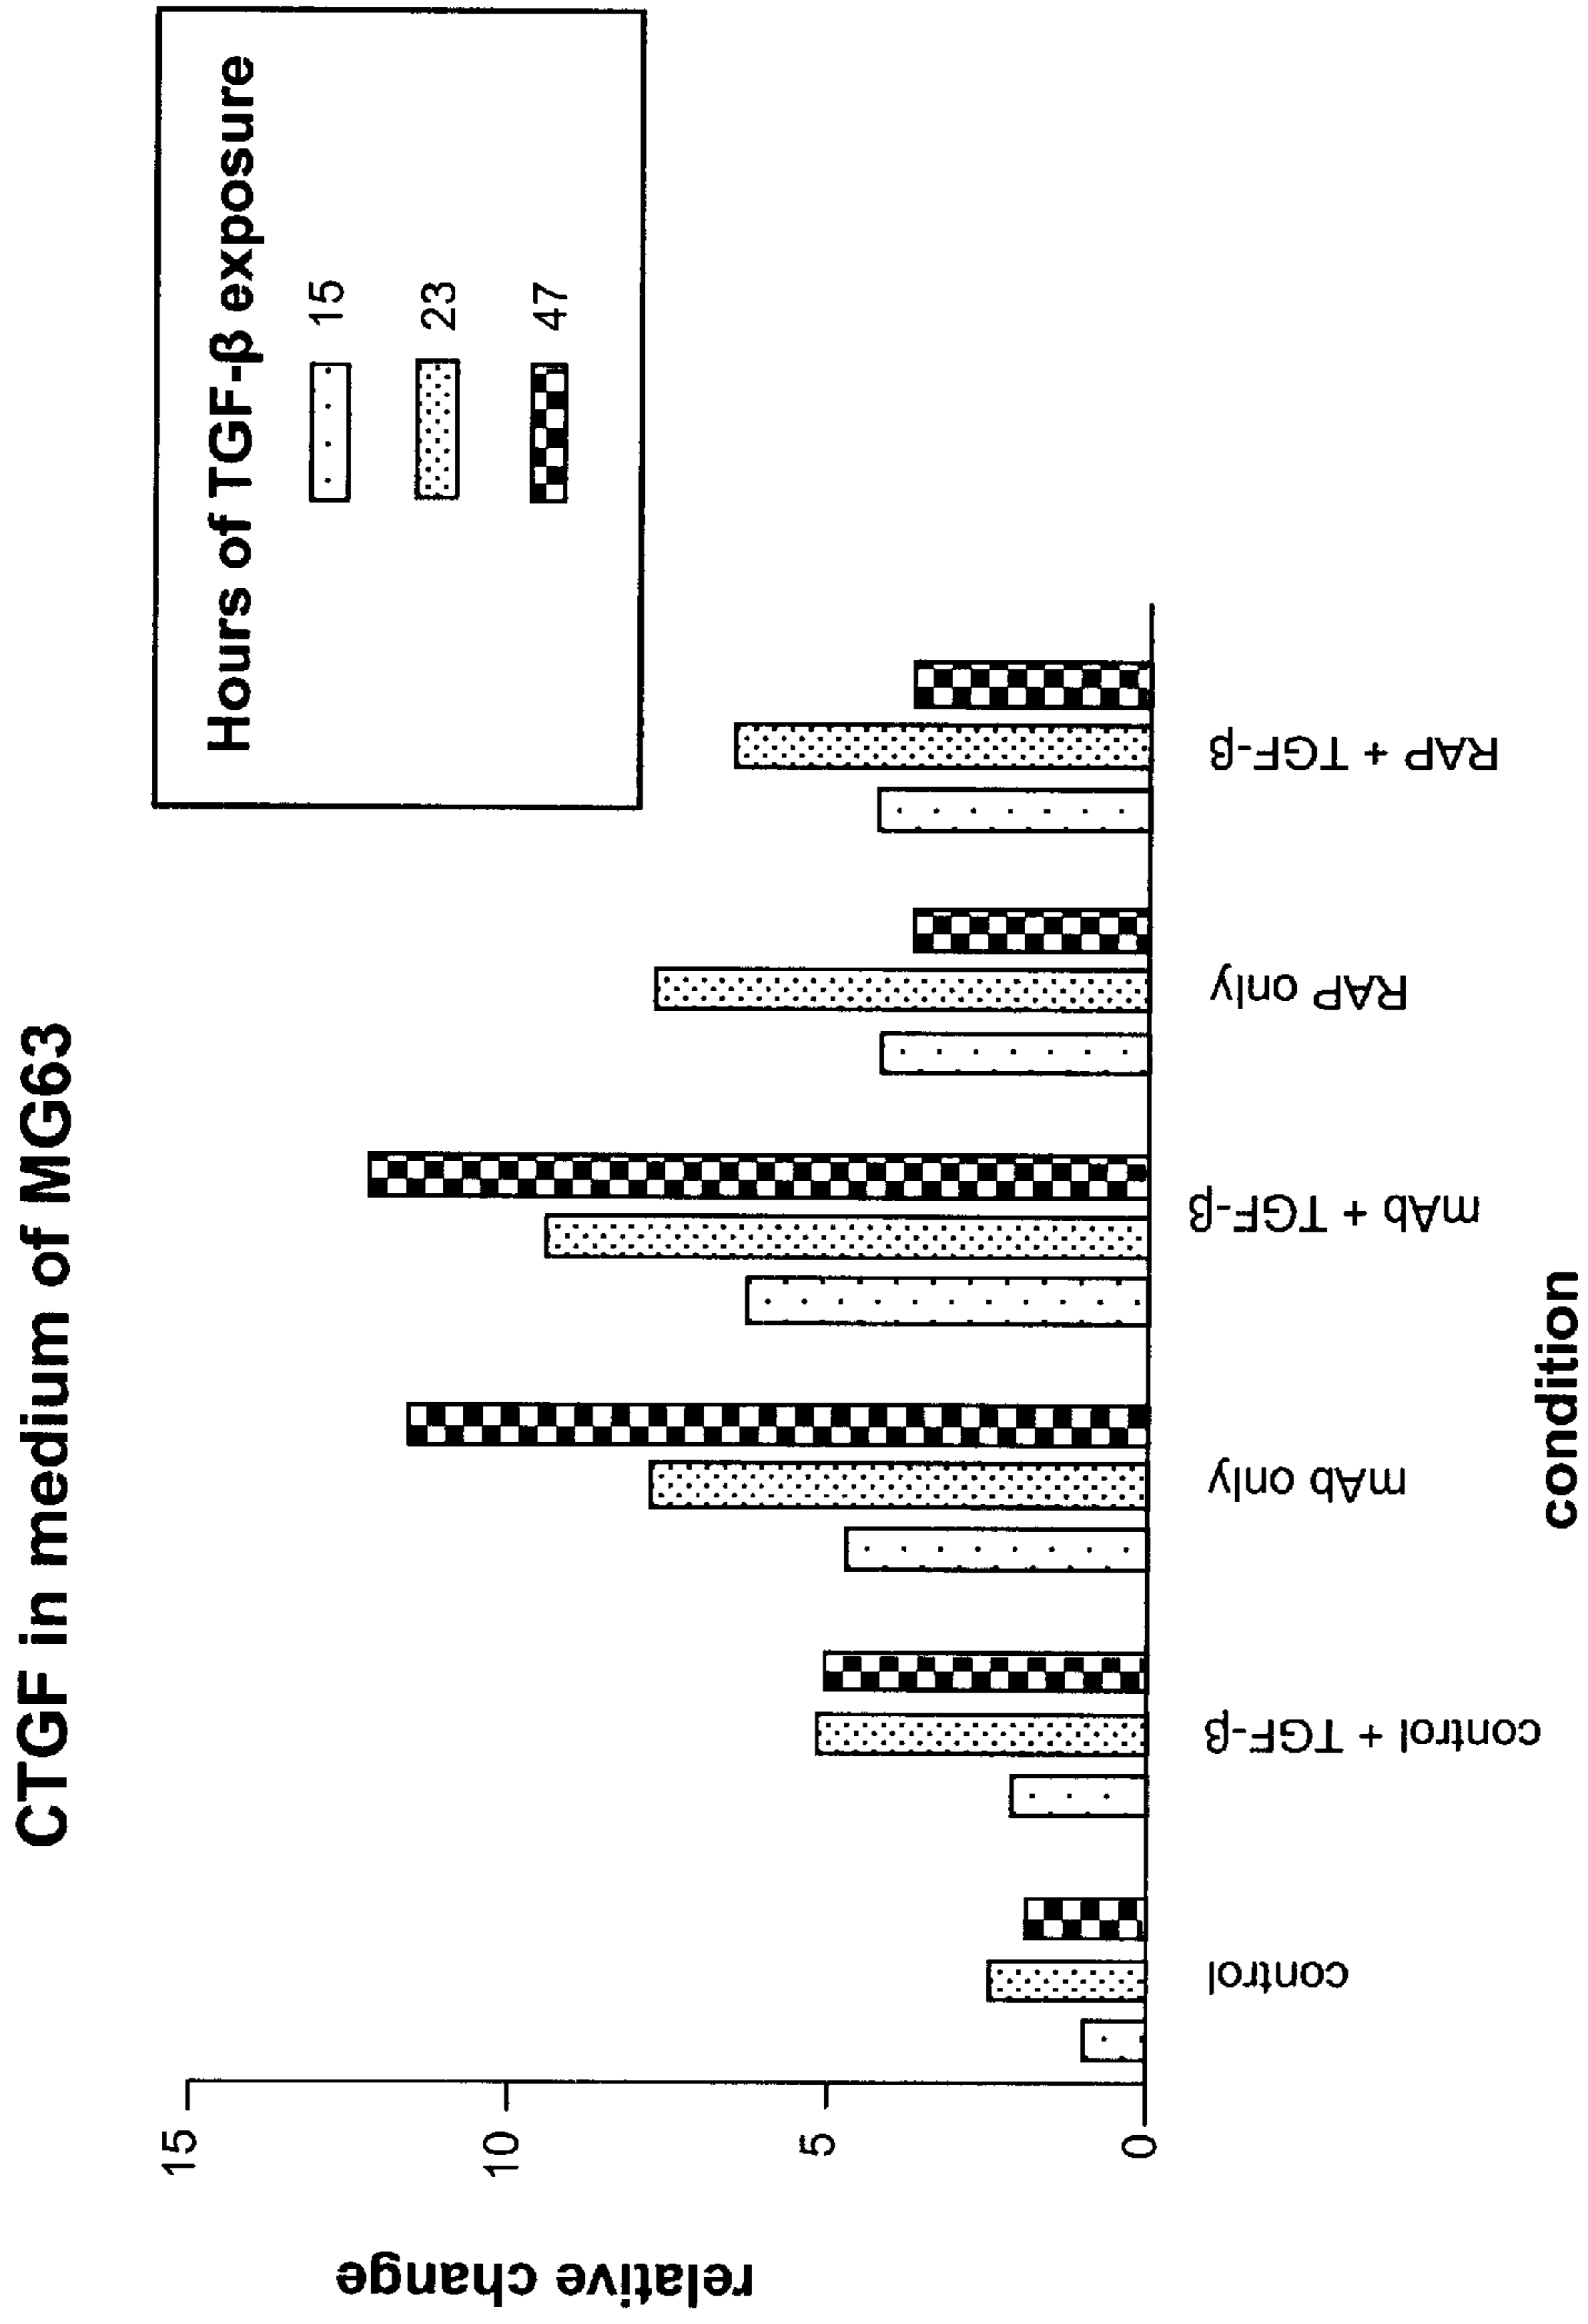 CTGF in medium of MG63
Hours of TGF-β exposure
15
23
47
relative change
15
10
5
0
control
control + TGF-β
mAb only
mAb + TGF-β
RAP only
RAP + TGF-β
condition